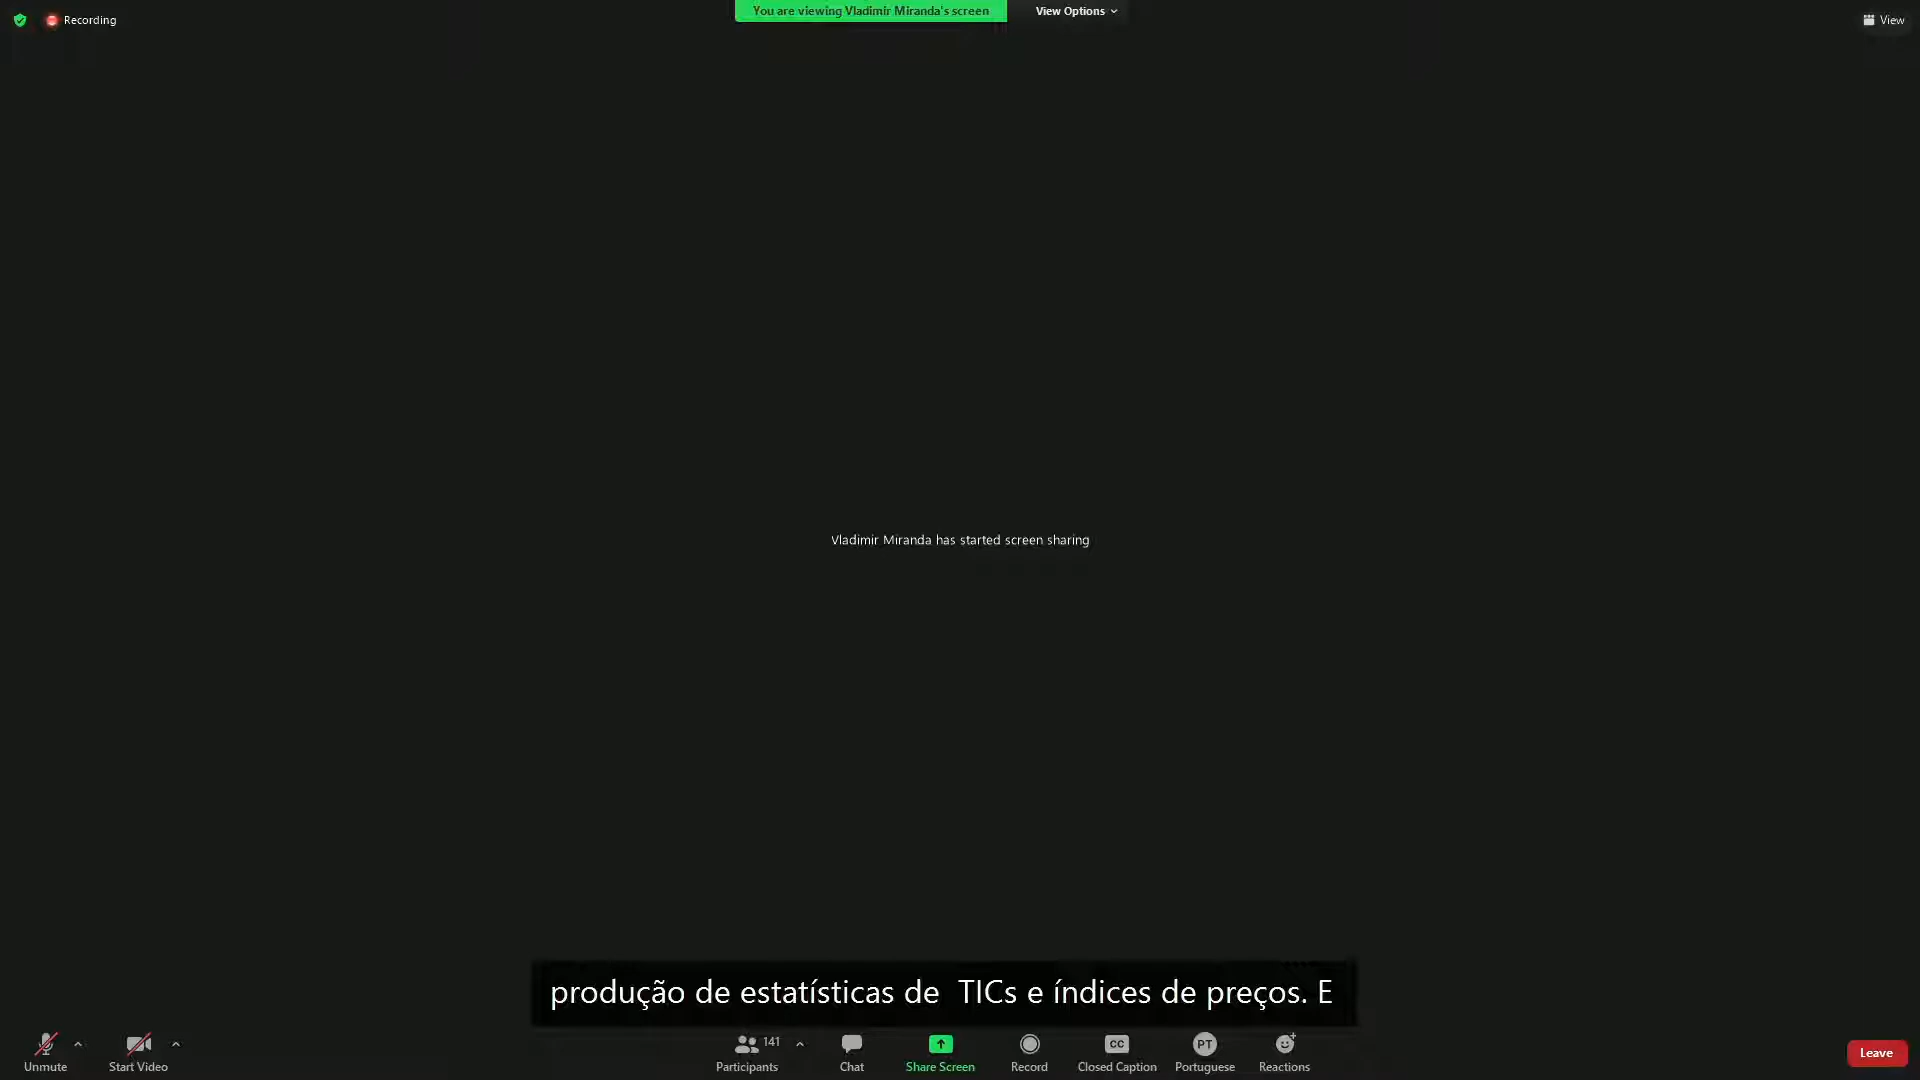 Recording
You are viewing Vladimir Miranda's screen
View Options
View
Vladimir Miranda has started screen sharing
produção de estatísticas de  TICs e índices de preços. E
Unmute
Start Video
141
Participants
Chat
Share Screen
Record
CC
Closed Caption
PT
Portuguese
Reactions
Leave